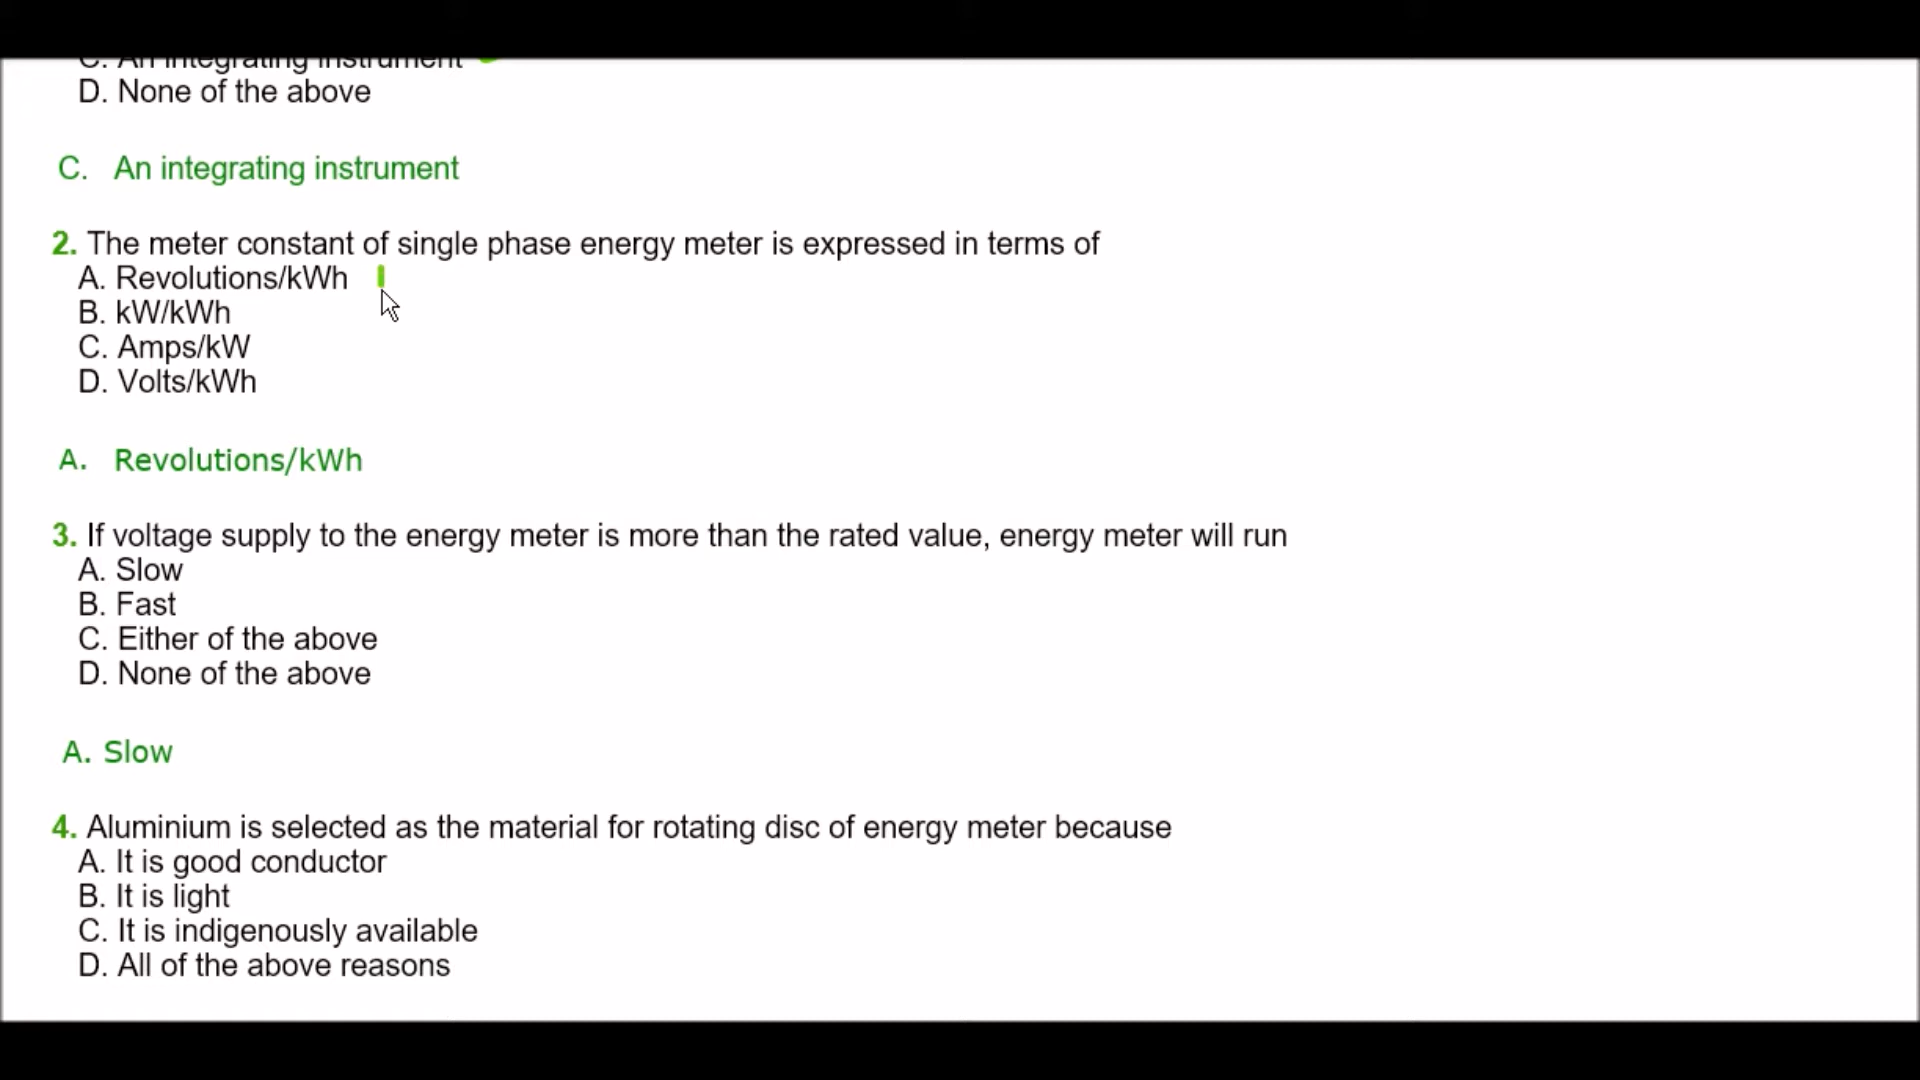 C. An integrating instrument
D. None of the above
C. An integrating instrument
2. The meter constant of single phase energy meter is expressed in terms of
A. Revolutions/kWh
B. kW/kWh
C. Amps/kW
D. Volts/kWh
A. Revolutions/kWh
3. If voltage supply to the energy meter is more than the rated value, energy meter will run
A. Slow
B. Fast
C. Either of the above
D. None of the above
A. Slow
4. Aluminium is selected as the material for rotating disc of energy meter because
A. It is good conductor
B. It is light
C. It is indigenously available
D. All of the above reasons